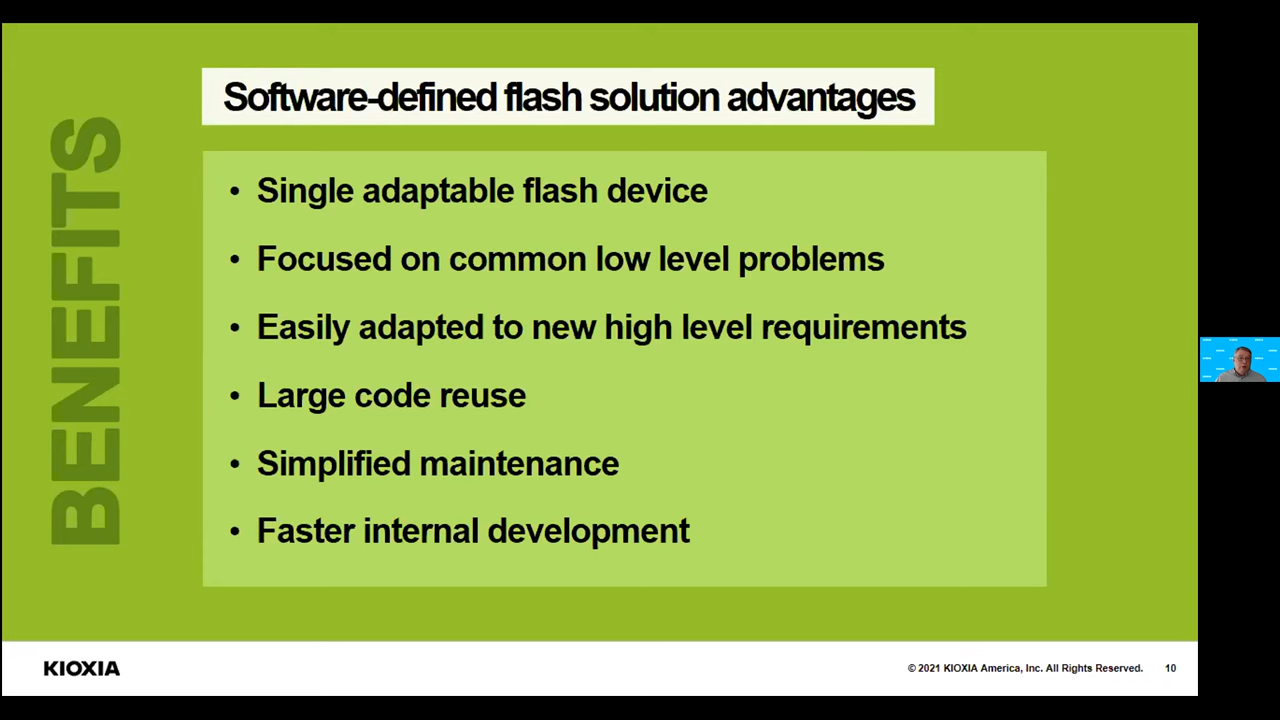 BENEFITS
Software-defined flash solution advantages
• Single adaptable flash device
• Focused on common low level problems
• Easily adapted to new high level requirements
• Large code reuse
• Simplified maintenance
• Faster internal development
KIOXIA
© 2021 KIOXIA America, Inc. All Rights Reserved.
10